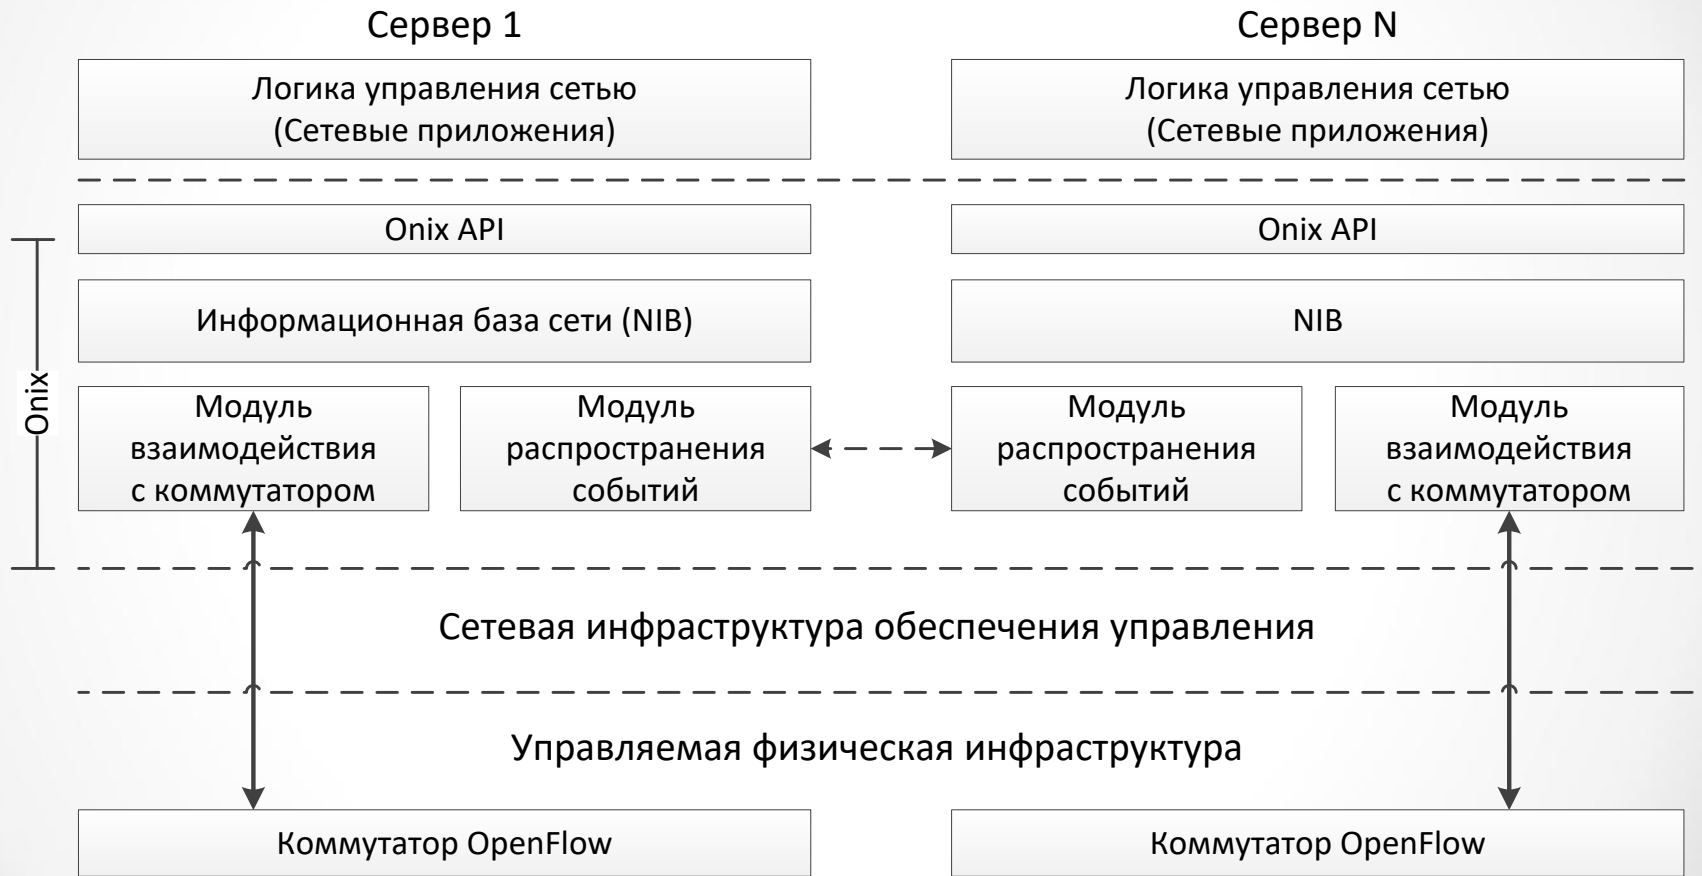 Сервер 1
Сервер N
Логика управления сетью
(Сетевые приложения)
Логика управления сетью
(Сетевые приложения)
Onix API
Onix API
Информационная база сети (NIB)
NIB
Onix
Модуль
взаимодействия
с коммутатором
Модуль
распространения
событий
Модуль
распространения
событий
Модуль
взаимодействия
с коммутатором
Сетевая инфраструктура обеспечения управления
Управляемая физическая инфраструктура
Коммутатор OpenFlow
Коммутатор OpenFlow